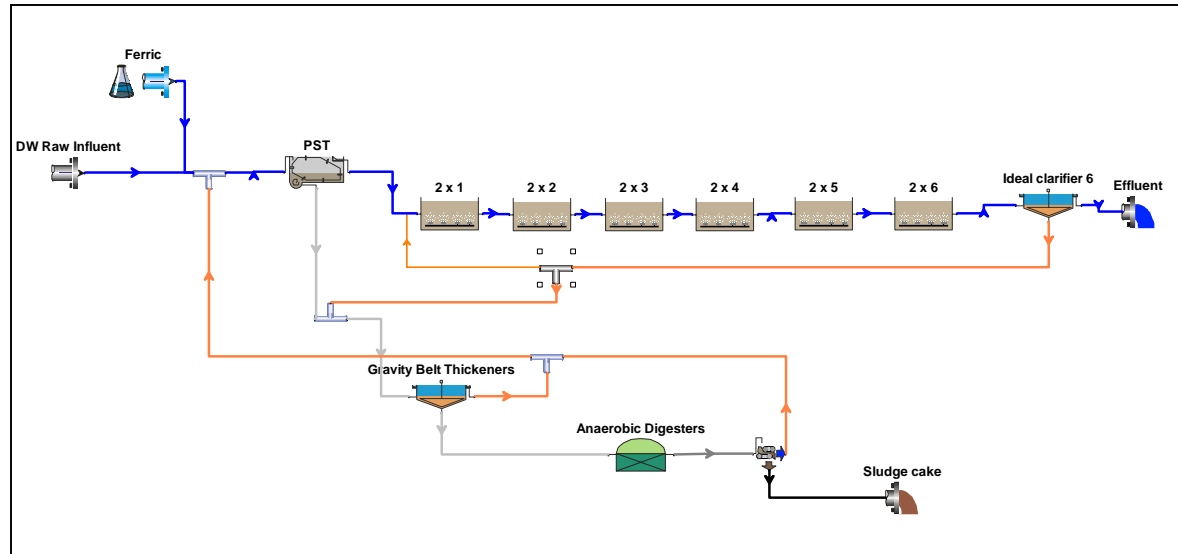 Ferric
DW Raw Influent
PST
2 x 1
2 x 2
2 x 3
2 x 4
2 x 5
2 x 6
Ideal clarifier 6
Effluent
Gravity Belt Thickeners
Anaerobic Digesters
Sludge cake